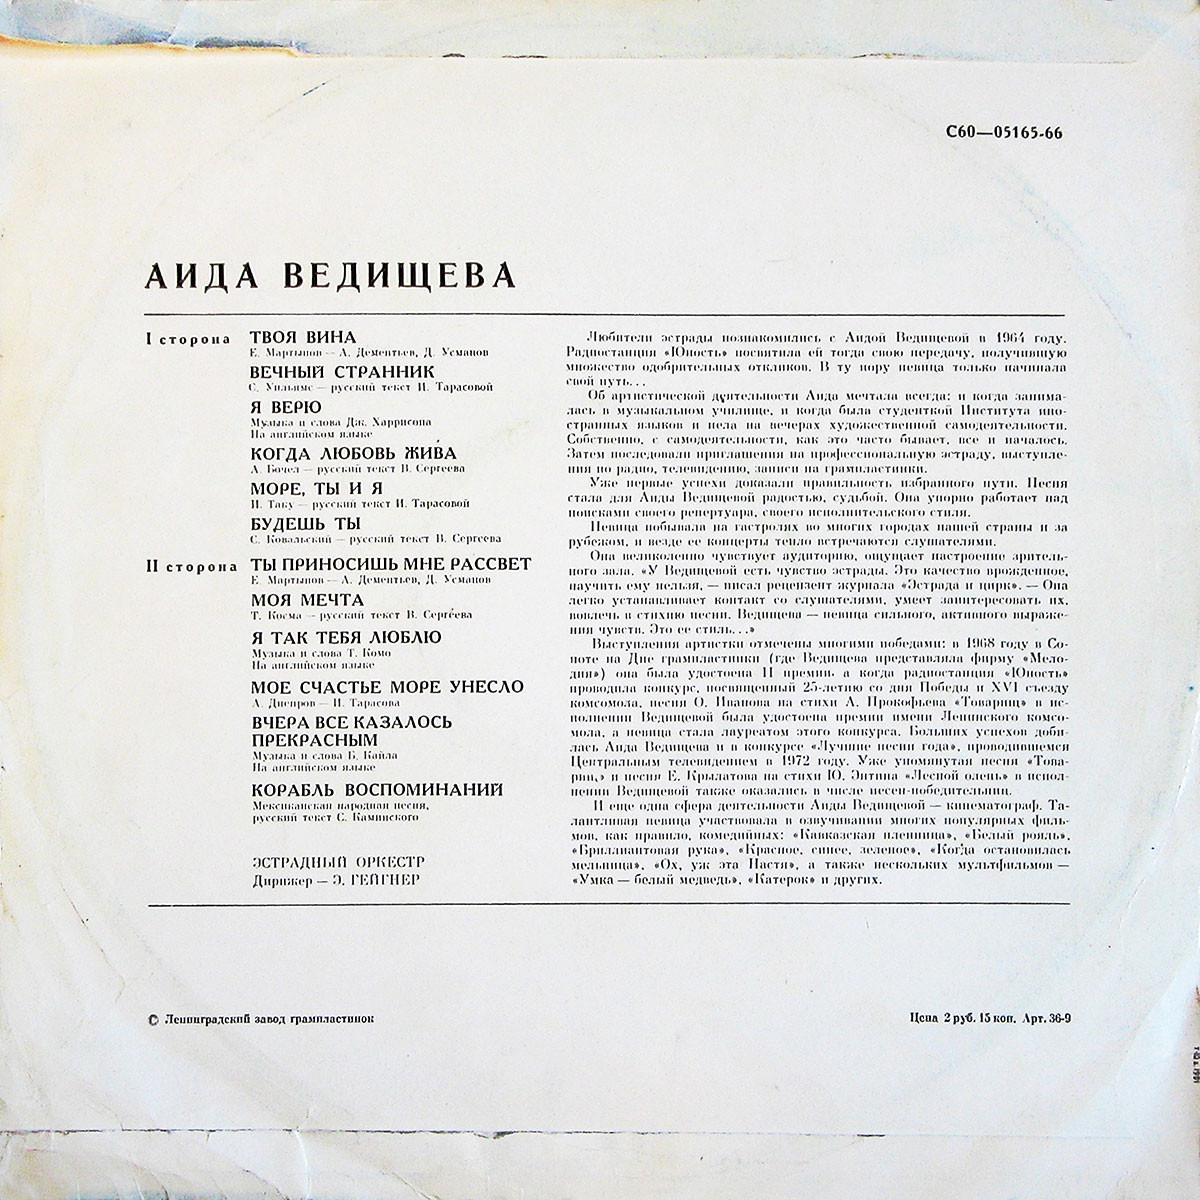 С60—05165-66
АИДА ВЕДИЩЕВА
I сторона
ТВОЯ ВИНА
Е. Мартынов — А. Дементьев, Д. Усманов
ВЕЧНЫЙ СТРАННИК
С. Уильямс — русский текст И. Тарасовой
Я ВЕРЮ
Музыка и слова Дж. Харрисона
На английском языке
КОГДА ЛЮБОВЬ ЖИВА
А. Бочел — русский текст В. Сергеева
МОРЕ, ТЫ И Я
И. Таку — русский текст И. Тарасовой
БУДЕШЬ ТЫ
С. Ковальский — русский текст В. Сергеева
II сторона
ТЫ ПРИНОСИШЬ МНЕ РАССВЕТ
Е. Мартынов — А. Дементьев, Д. Усманов
МОЯ МЕЧТА
Т. Косма — русский текст В. Сергеева
Я ТАК ТЕБЯ ЛЮБЛЮ
Музыка и слова Т. Комо
На английском языке
МОЕ СЧАСТЬЕ МОРЕ УНЕСЛО
А. Днепров — И. Тарасова
ВЧЕРА ВСЕ КАЗАЛОСЬ
ПРЕКРАСНЫМ
Музыка и слова Б. Кайла
На английском языке
КОРАБЛЬ ВОСПОМИНАНИЙ
Мексиканская народная песня,
русский текст С. Каминского
ЭСТРАДНЫЙ ОРКЕСТР
Дирижер — Э. ГЕЙГНЕР
Любители эстрады познакомились с Аидой Ведищевой в 1964 году.
Радиостанция «Юность» посвятила ей тогда свою передачу, получившую
множество одобрительных откликов. В ту пору певица только начинала
свой путь...
Об артистической деятельности Аида мечтала всегда: и когда занима-
лась в музыкальном училище, и когда была студенткой Института ино-
странных языков и пела на вечерах художественной самодеятельности.
Собственно, с самодеятельности, как это часто бывает, все и началось.
Затем последовали приглашения на профессиональную эстраду, выступле-
ния по радио, телевидению, записи на грампластинки.
Уже первые успехи доказали правильность избранного пути. Песня
стала для Аиды Ведищевой радостью, судьбой. Она упорно работает над
поисками своего репертуара, своего исполнительского стиля.
Певица побывала на гастролях во многих городах нашей страны и за
рубежом, и везде ее концерты тепло встречаются слушателями.
Она великолепно чувствует аудиторию, ощущает настроение зритель-
ного зала. «У Ведищевой есть чувство эстрады. Это качество врожденное,
научить ему нельзя, — писал рецензент журнала «Эстрада и цирк». — Она
легко устанавливает контакт со слушателями, умеет заинтересовать их,
вовлечь в стихию песни. Ведищева — певица сильного, активного выраже-
ния чувств. Это ее стиль...»
Выступления артистки отмечены многими победами: в 1968 году в Со-
поте на Дне грампластинки (где Ведищева представляла фирму «Мело-
дия») она была удостоена II премии, а когда радиостанция «Юность»
проводила конкурс, посвященный 25-летию со дня Победы и XVI съезду
комсомола, песня О. Иванова на стихи А. Прокофьева «Товарищ» в ис-
полнении Ведищевой была удостоена премии имени Ленинского комсо-
мола, а певица стала лауреатом этого конкурса. Больших успехов доби-
лась Аида Ведищева и в конкурсе «Лучшие песни года», проводившемся
Центральным телевидением в 1972 году. Уже упомянутая песня «Това-
рищ» и песня Е. Крылатова на стихи Ю. Энтина «Лесной олень» в испол-
нении Ведищевой также оказались в числе песен-победительниц.
И еще одна сфера деятельности Аиды Ведищевой — кинематограф. Та-
лантливая певица участвовала в озвучивании многих популярных филь-
мов, как правило, комедийных: «Кавказская пленница», «Белый рояль»,
«Бриллиантовая рука», «Красное, синее, зеленое», «Когда остановилась
мельница», «Ох, уж эта Настя», а также нескольких мультфильмов —
«Умка — белый медведь», «Катерок» и других.
© Ленинградский завод грампластинок
Цена 2 руб. 15 коп. Арт. 36-9